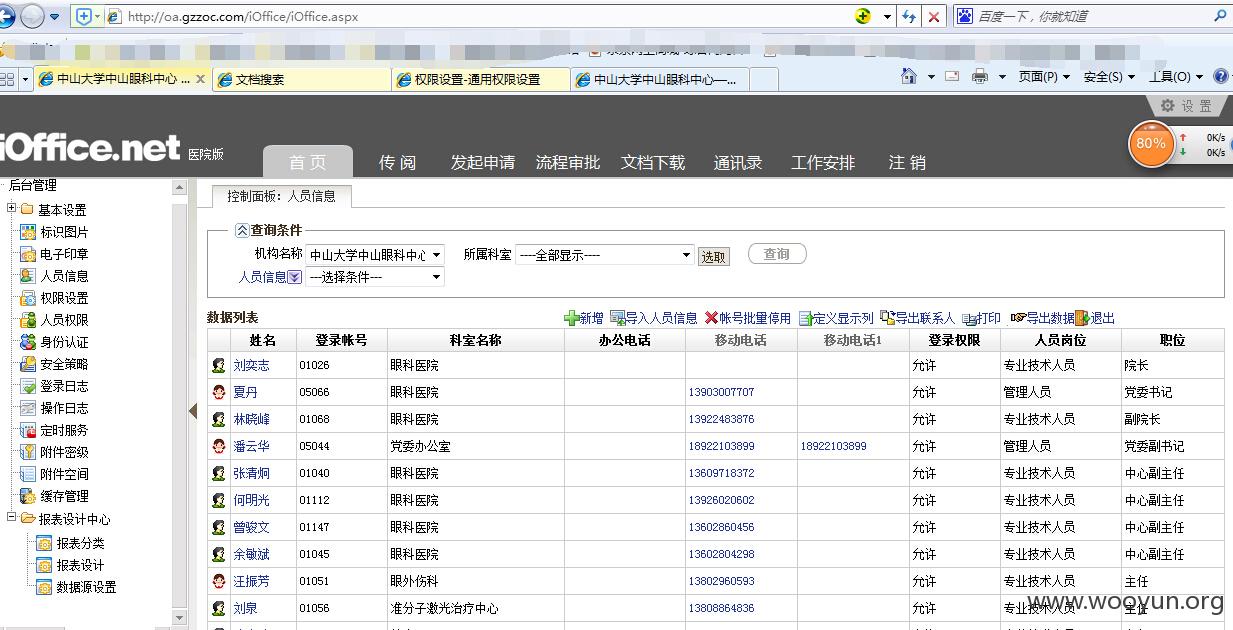 http://oa.gzzoc.com/iOffice/iOffice.aspx 百度一下，你就知道
中山大学中山眼科中心 ... 文档搜索 权限设置-通用权限设置 中山大学中山眼科中心—... 页面(P) 安全(S) 工具(O)
设 置
iOffice.net 医院版 首 页 传 阅 发起申请 流程审批 文档下载 通讯录 工作安排 注 销
80% 0K/s
0K/s
后台管理
基本设置
标识图片
电子印章
人员信息
权限设置
人员权限
身份认证
安全策略
登录日志
操作日志
定时服务
附件密级
附件空间
缓存管理
报表设计中心
报表分类
报表设计
数据源设置
控制面板：人员信息
查询条件
机构名称 中山大学中山眼科中心 所属科室 ----全部显示---- 选取 查询
人员信息 ---选择条件---
数据列表 新增 导入人员信息 帐号批量停用 定义显示列 导出联系人 打印 导出数据 退出
姓名 登录帐号 科室名称 办公电话 移动电话 移动电话1 登录权限 人员岗位 职位
刘奕志 01026 眼科医院 允许 专业技术人员 院长
夏丹 05066 眼科医院 13903007707 允许 管理人员 党委书记
林晓峰 01068 眼科医院 13922483876 允许 专业技术人员 副院长
潘云华 05044 党委办公室 18922103899 18922103899 允许 管理人员 党委副书记
张清炯 01040 眼科医院 13609718372 允许 专业技术人员 中心副主任
何明光 01112 眼科医院 13926020602 允许 专业技术人员 中心副主任
曾骏文 01147 眼科医院 13602860456 允许 专业技术人员 中心副主任
余敏斌 01045 眼科医院 13602804298 允许 专业技术人员 中心副主任
汪振芳 01051 眼外伤科 13802960593 允许 专业技术人员 主任
刘泉 01056 准分子激光治疗中心 13808864836 允许 专业技术人员 主任
www.wooyun.org